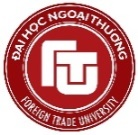 ĐẠI HỌC NGOẠI THƯƠNG
FTU
FOREIGN TRADE UNIVERSITY